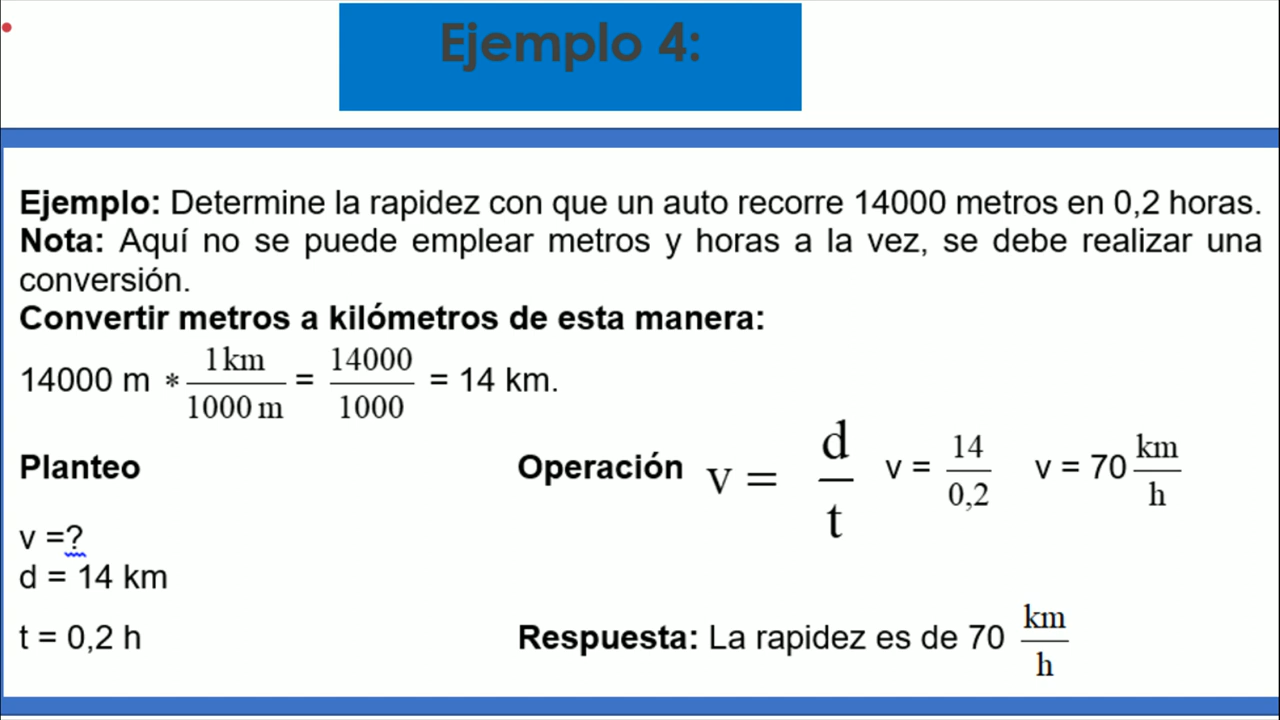 Ejemplo 4:
Ejemplo: Determine la rapidez con que un auto recorre 14000 metros en 0,2 horas.
Nota: Aquí no se puede emplear metros y horas a la vez, se debe realizar una
conversión.
Convertir metros a kilómetros de esta manera:
14000 m * 1 km / 1000 m = 14000 / 1000 = 14 km.
Planteo Operación v = d / t v = 14 / 0,2 v = 70 km / h
v =?
d = 14 km
t = 0,2 h Respuesta: La rapidez es de 70 km / h